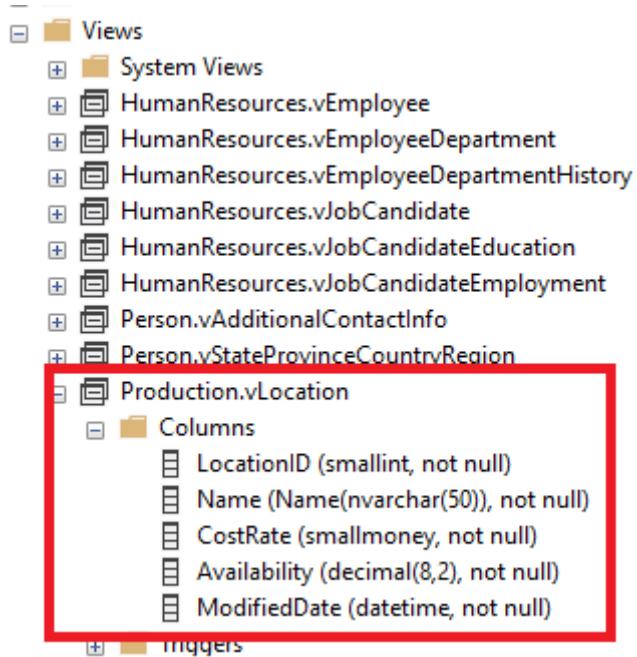 Views
System Views
HumanResources.vEmployee
HumanResources.vEmployeeDepartment
HumanResources.vEmployeeDepartmentHistory
HumanResources.vJobCandidate
HumanResources.vJobCandidateEducation
HumanResources.vJobCandidateEmployment
Person.vAdditionalContactInfo
Person.vStateProvinceCountryRegion
Production.vLocation
Columns
LocationID (smallint, not null)
Name (Name(nvarchar(50)), not null)
CostRate (smallmoney, not null)
Availability (decimal(8,2), not null)
ModifiedDate (datetime, not null)
Triggers